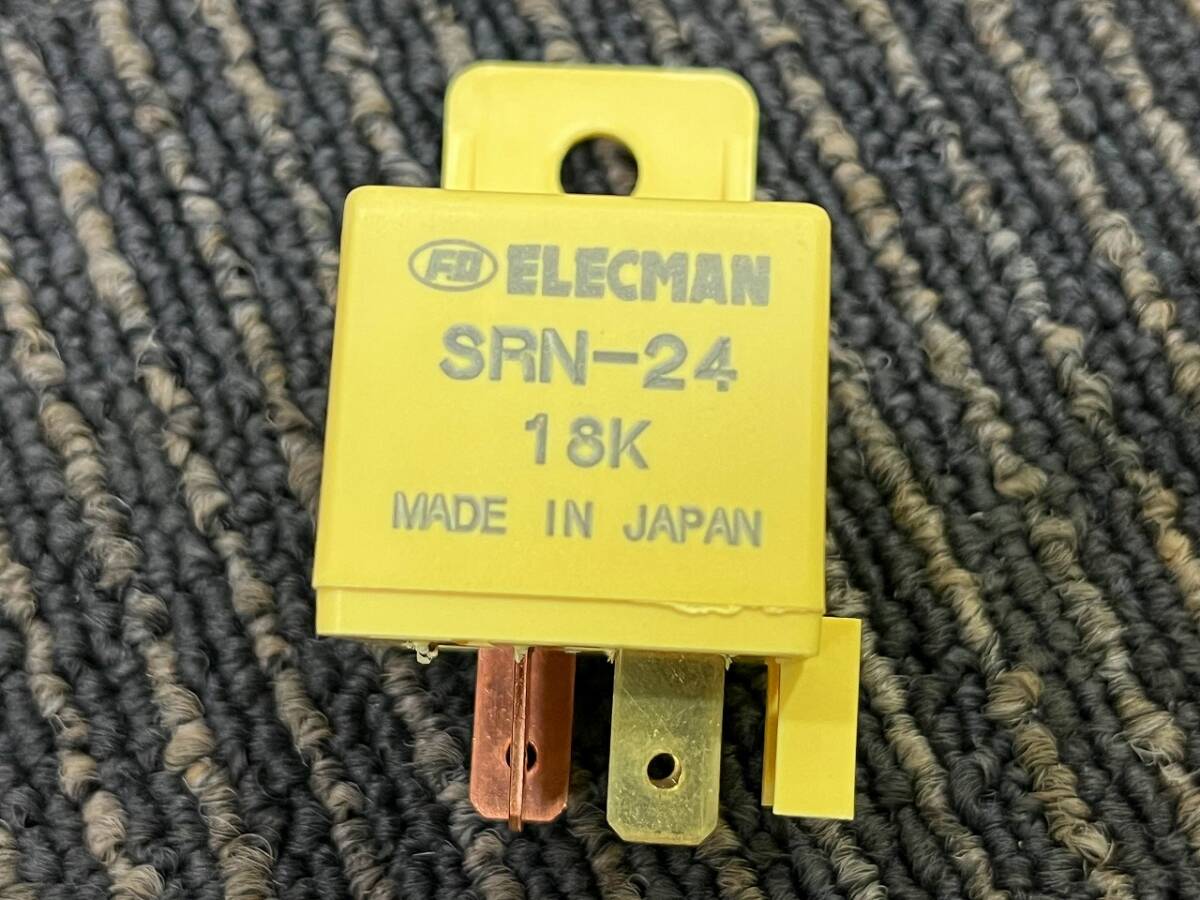 FD ELECMAN
SRN-24
18K
MADE IN JAPAN